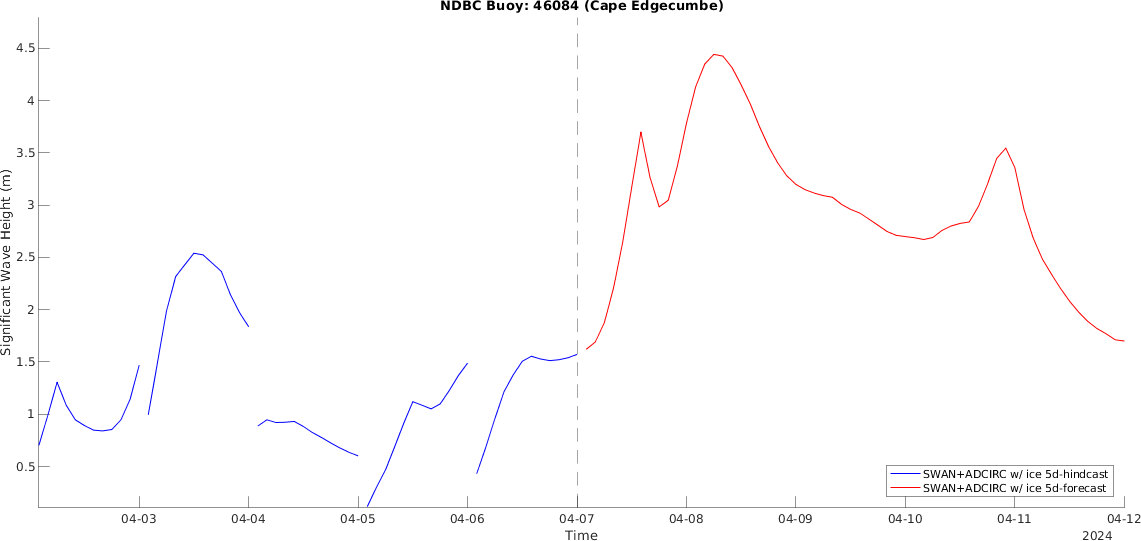 NDBC Buoy: 46084 (Cape Edgecumbe)
Significant Wave Height (m)
4.5
4
3.5
3
2.5
2
1.5
1
0.5
SWAN+ADCIRC w/ ice 5d-hindcast
SWAN+ADCIRC w/ ice 5d-forecast
04-03 04-04 04-05 04-06 04-07 04-08 04-09 04-10 04-11 04-12
Time
2024